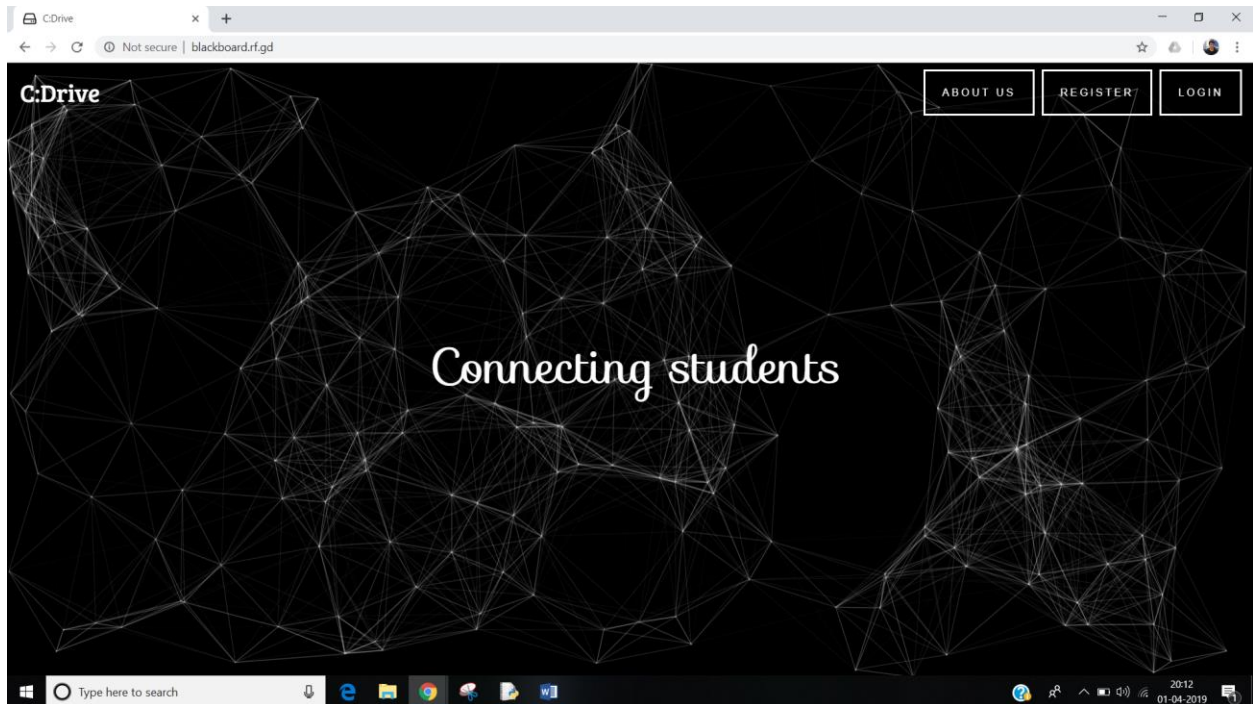 C:Drive
Not secure | blackboard.rf.gd
C:Drive
ABOUT US
REGISTER
LOGIN
Connecting students
Type here to search
20:12
01-04-2019